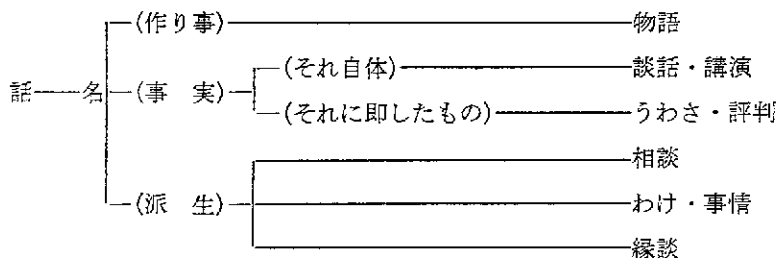 (作り事) 物語
話 名 (事 実) (それ自体) 談話・講演
(それに即したもの) うわさ・評判
相談
(派 生) わけ・事情
縁談